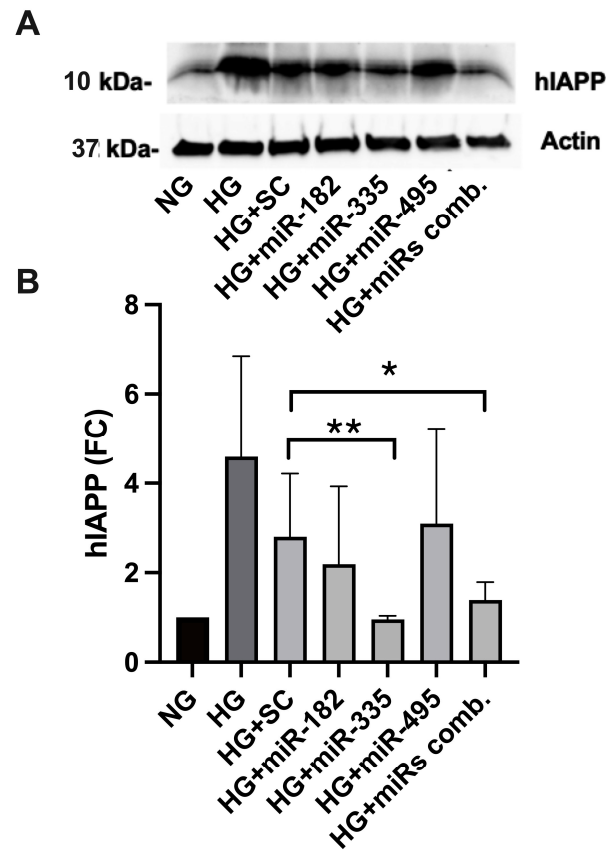 A
10 kDa-
hIAPP
37 kDa-
Actin
NG
HG
HG+SC
HG+miR-182
HG+miR-335
HG+miR-495
HG+miRs comb.
B
hIAPP (FC)
8
6
4
2
0
*
**
NG
HG
HG+SC
HG+miR-182
HG+miR-335
HG+miR-495
HG+miRs comb.